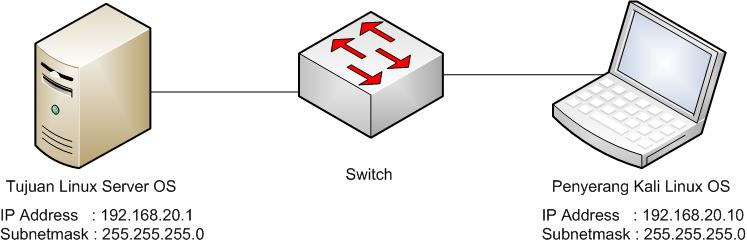 Tujuan Linux Server OS
IP Address : 192.168.20.1
Subnetmask : 255.255.255.0
Switch
Penyerang Kali Linux OS
IP Address : 192.168.20.10
Subnetmask : 255.255.255.0